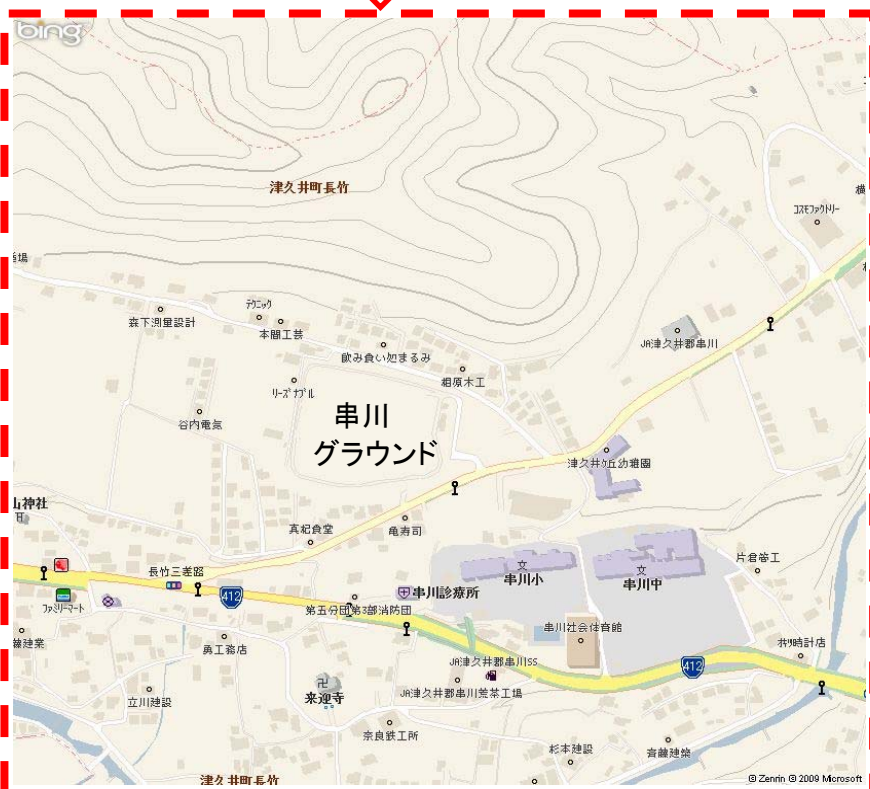 bing
津久井町長竹
コスモファクトリー
テクニック
森下測量設計
本間工芸
飲み食い処まるみ
JA津久井郡串川
相原木工
リーズナブル
谷内電気
串川
グラウンド
津久井ヶ丘幼稚園
山神社
真紀食堂
亀寿司
長竹三差路
412
ファミリーマート
第五分団第3部消防団
串川診療所
文
串川小
文
串川中
片倉箒工
串川社会体育館
勇工務店
JA津久井郡串川SS
412
来迎寺
JA津久井郡串川荒茶工場
立川建設
奈良鉄工所
杉本建設
斉藤建築
津久井町長竹
© Zenrin © 2009 Microsoft